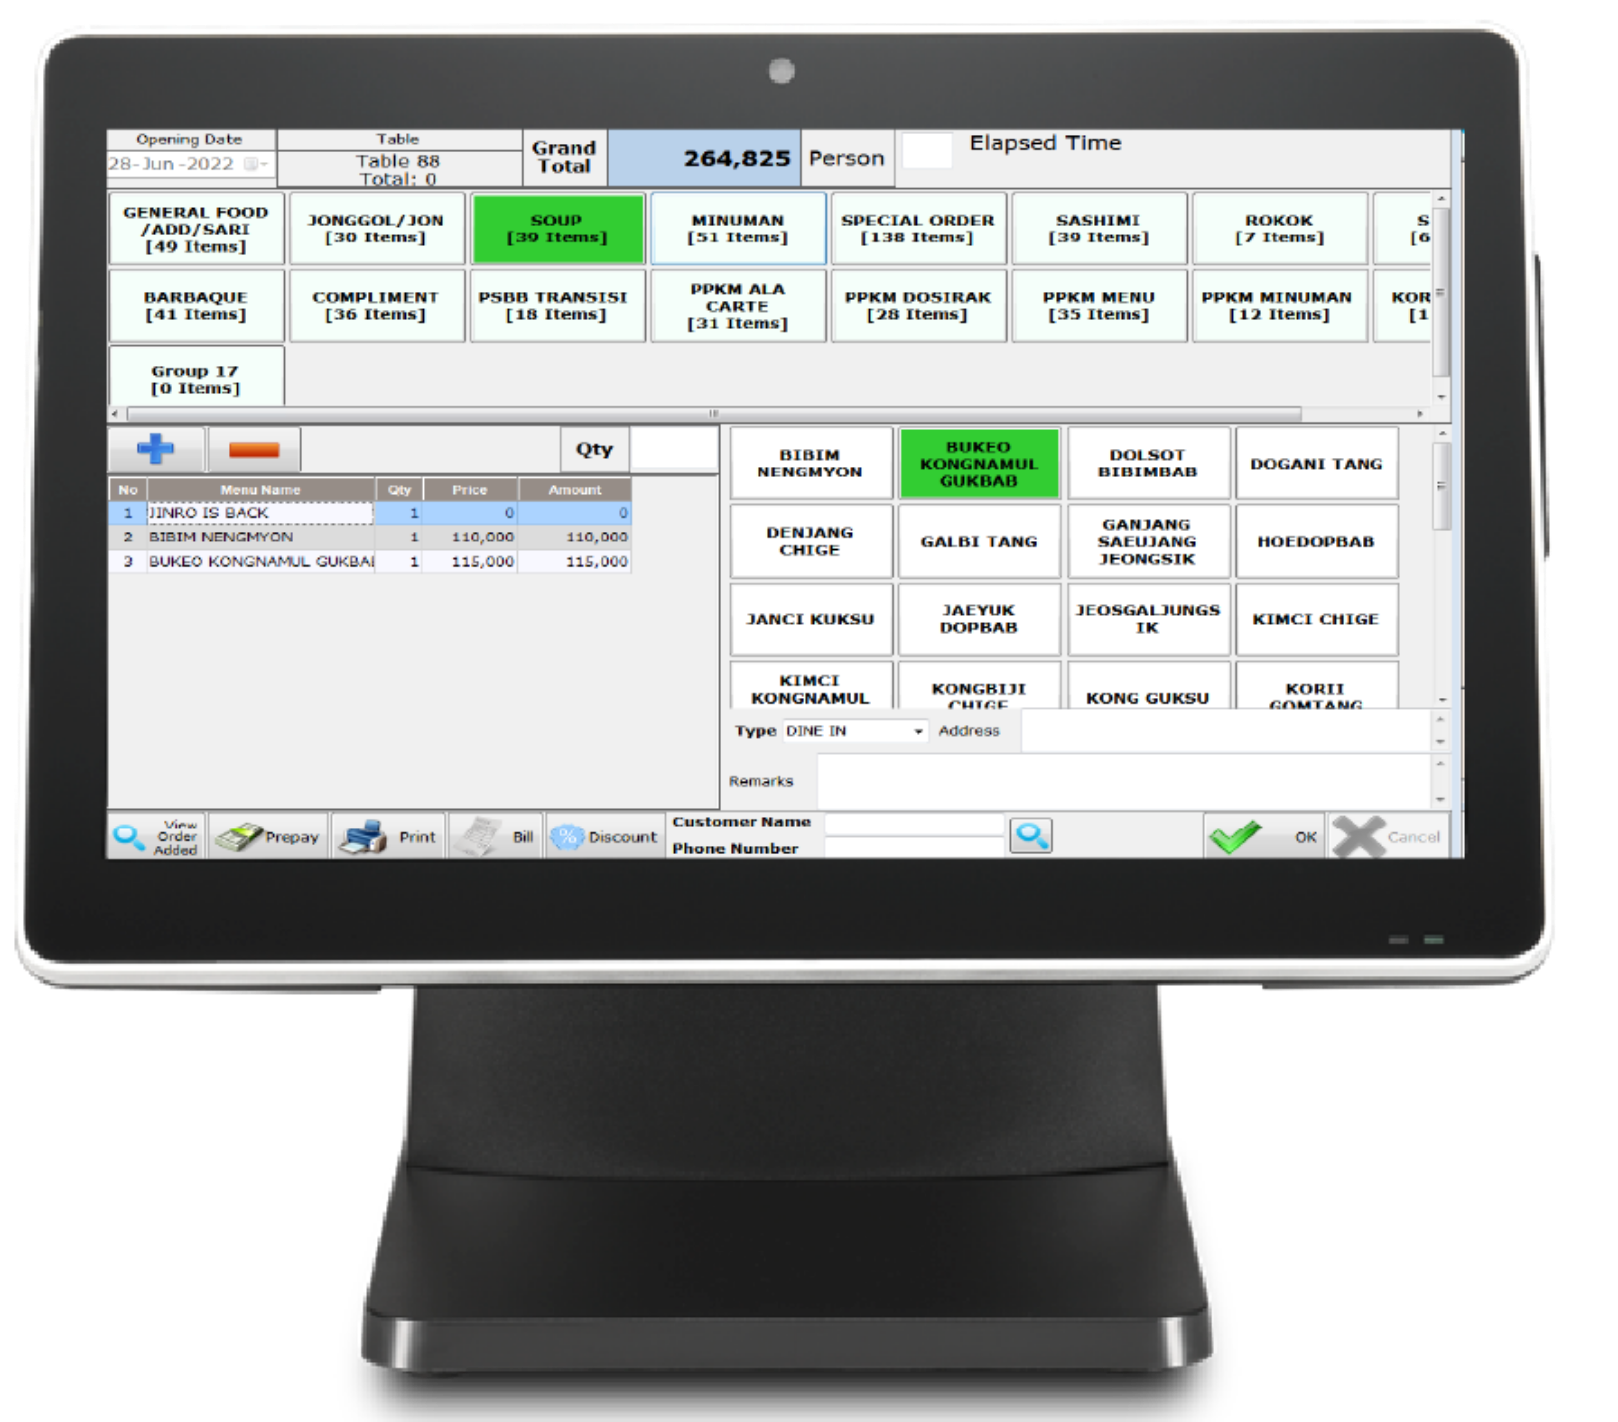 Opening Date
28-Jun-2022
Table
Table 88
Total: 0
Grand
Total
264,825
Person
Elapsed Time
GENERAL FOOD
/ADD/SARI
[49 Items]
JONGGOL/JON
[30 Items]
SOUP
[39 Items]
MINUMAN
[51 Items]
SPECIAL ORDER
[138 Items]
SASHIMI
[39 Items]
ROKOK
[7 Items]
S
[6
BARBAQUE
[41 Items]
COMPLIMENT
[36 Items]
PSBB TRANSISI
[18 Items]
PPKM ALA
CARTE
[31 Items]
PPKM DOSIRAK
[28 Items]
PPKM MENU
[35 Items]
PPKM MINUMAN
[12 Items]
KOR
[1
Group 17
[0 Items]
Qty
No Menu Name Qty Price Amount
1 JINRO IS BACK 1 0 0
2 BIBIM NENGMYON 1 110,000 110,000
3 BUKEO KONGNAMUL GUKBAI 1 115,000 115,000
BIBIM
NENGMYON
BUKEO
KONGNAMUL
GUKBAB
DOLSOT
BIBIMBAB
DOGANI TANG
DENJANG
CHIGE
GALBI TANG
GANJANG
SAEUJANG
JEONGSIK
HOEDOPBAB
JANCI KUKSU
JAEYUK
DOPBAB
JEOSGALJUNGS
IK
KIMCI CHIGE
KIMCI
KONGNAMUL
KONGBIJI
CHIGE
KONG GUKSU
KORII
GOMTANG
Type DINE IN
Address
Remarks
View
Order
Added
Prepay
Print
Bill
Discount
Customer Name
Phone Number
OK
Cancel